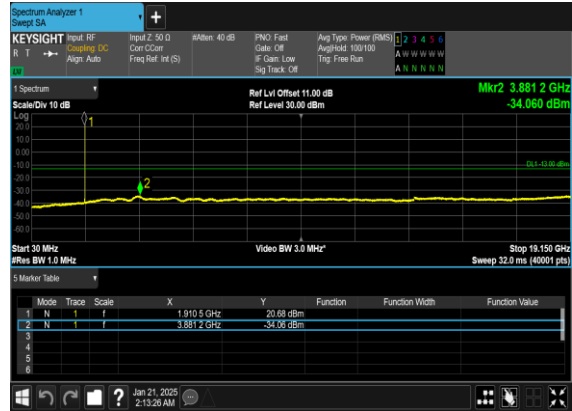 Spectrum Analyzer 1
Swept SA
KEYSIGHT Input: RF Input Z: 50 Ω #Atten: 40 dB PNO: Fast Avg Type: Power (RMS) 1 2 3 4 5 6
R T Coupling: DC Corr CCorr Gate: Off Avg|Hold: 100/100 A W W W W W
Align: Auto Freq Ref: Int (S) IF Gain: Low Trig: Free Run
Sig Track: Off A N N N N N
1 Spectrum
Ref Lvl Offset 11.00 dB Mkr2 3.881 2 GHz
Scale/Div 10 dB Ref Level 30.00 dBm -34.060 dBm
Log
1
20.0
10.0
0.00
-10.0
DL1 -13.00 dBm
-20.0
2
-30.0
-40.0
-50.0
-60.0
Start 30 MHz Video BW 3.0 MHz* Stop 19.150 GHz
#Res BW 1.0 MHz Sweep 32.0 ms (40001 pts)
5 Marker Table
Mode Trace Scale X Y Function Function Width Function Value
1 N 1 f 1.910 5 GHz 20.68 dBm
2 N 1 f 3.881 2 GHz -34.06 dBm
3
4
5
6
? Jan 21, 2025
2:13:26 AM